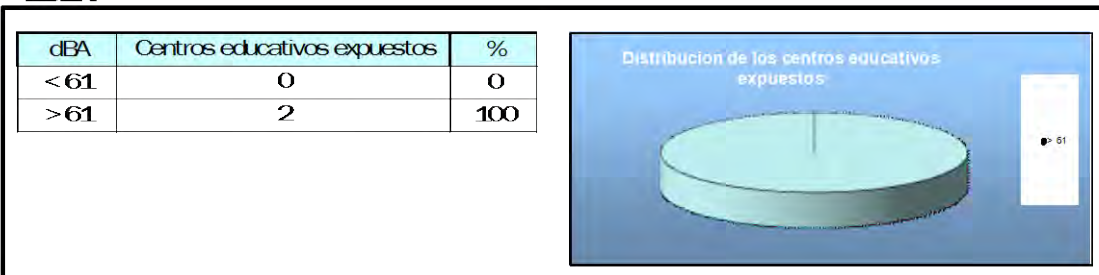 dBA Centros educativos expuestos %
<61 0 0
>61 2 100
Distribucion de los centros educativos
expuestos
> 61